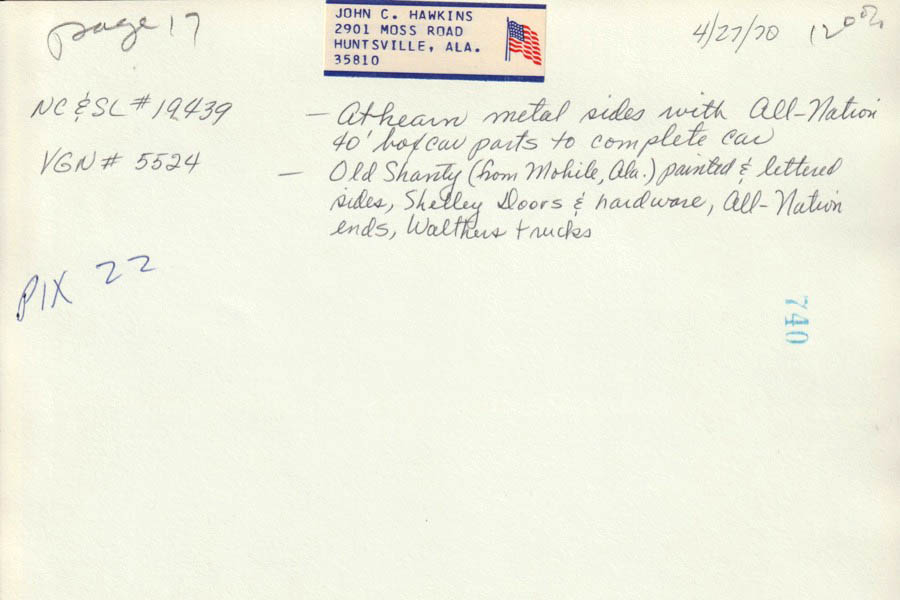 page 17
JOHN C. HAWKINS
2901 MOSS ROAD
HUNTSVILLE, ALA.
35810
4/27/70
NC&SL # 19,439 — Athearn metal sides with All-Nation
40' boxcar parts to complete car
VGN # 5524 — Old Shanty (from Mobile, Ala.) painted & lettered
sides, Shelley Doors & hardware, All-Nation
ends, Walthers trucks
PIX 22
740